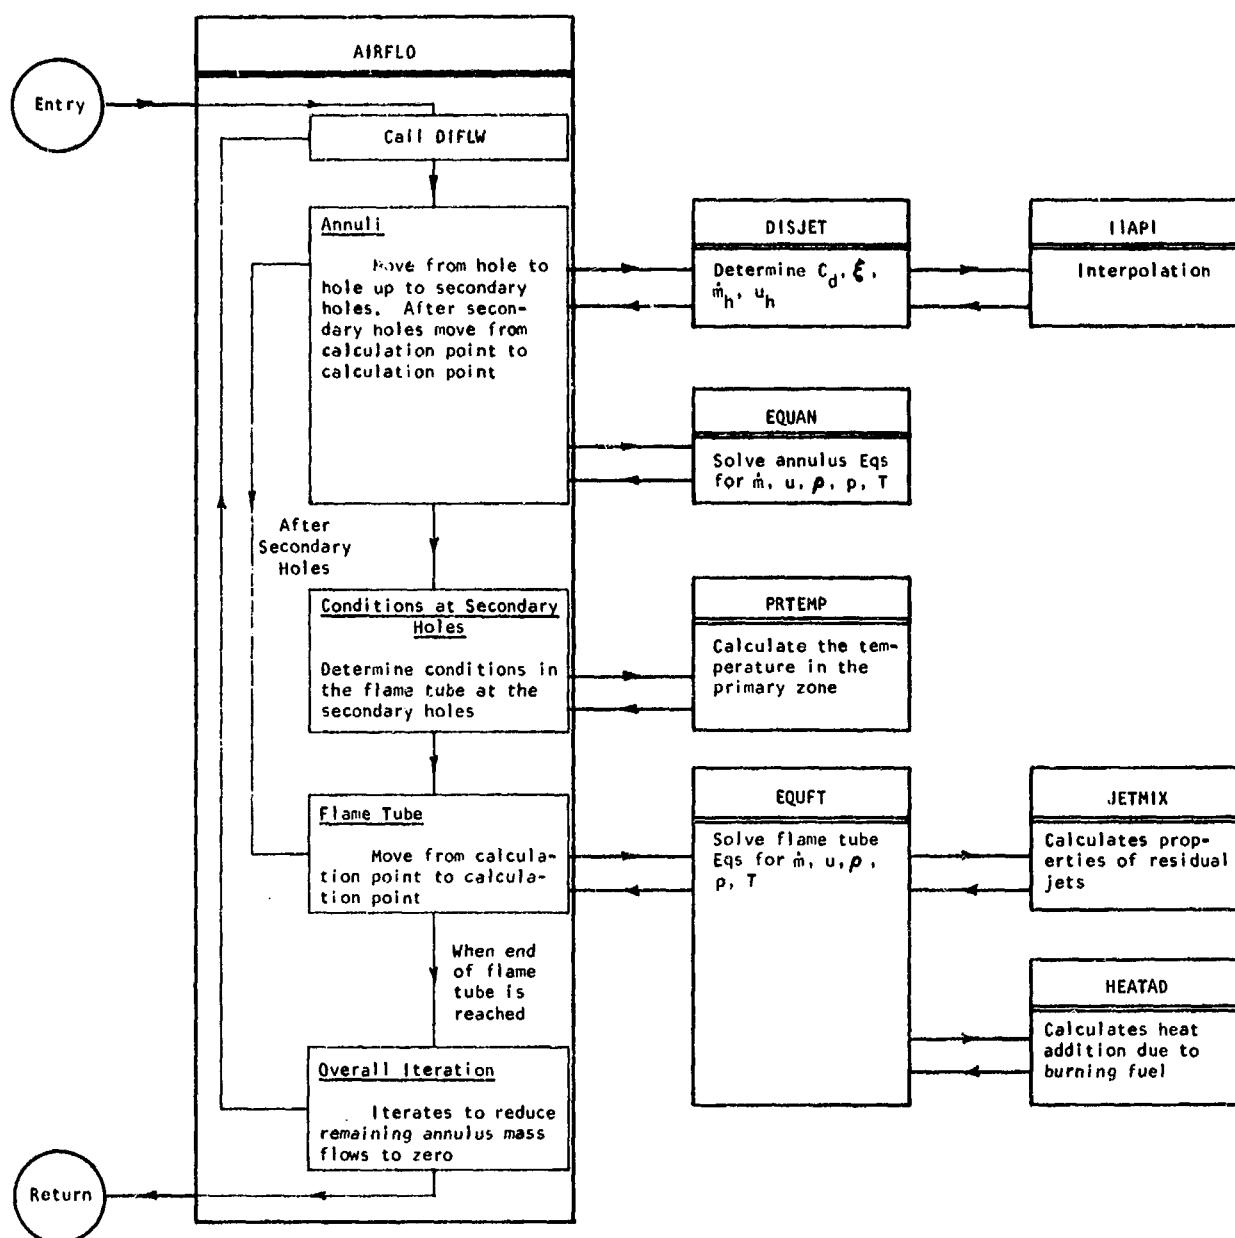 AIRFLO
Entry
Call DIFLW
Annuli
Move from hole to
hole up to secondary
holes. After secon-
dary holes move from
calculation point to
calculation point
DISJET
Determine C_d, ξ,
ṁ_h, u_h
IIAPI
Interpolation
EQUAN
Solve annulus Eqs
for ṁ, u, ρ, p, T
After
Secondary
Holes
Conditions at Secondary
Holes
Determine conditions in
the flame tube at the
secondary holes
PRTEMP
Calculate the tem-
perature in the
primary zone
Flame Tube
Move from calcula-
tion point to calcula-
tion point
EQUFT
Solve flame tube
Eqs for ṁ, u, ρ,
p, T
JETMIX
Calculates prop-
erties of residual
jets
When end
of flame
tube is
reached
HEATAD
Calculates heat
addition due to
burning fuel
Overall Iteration
Iterates to reduce
remaining annulus mass
flows to zero
Return